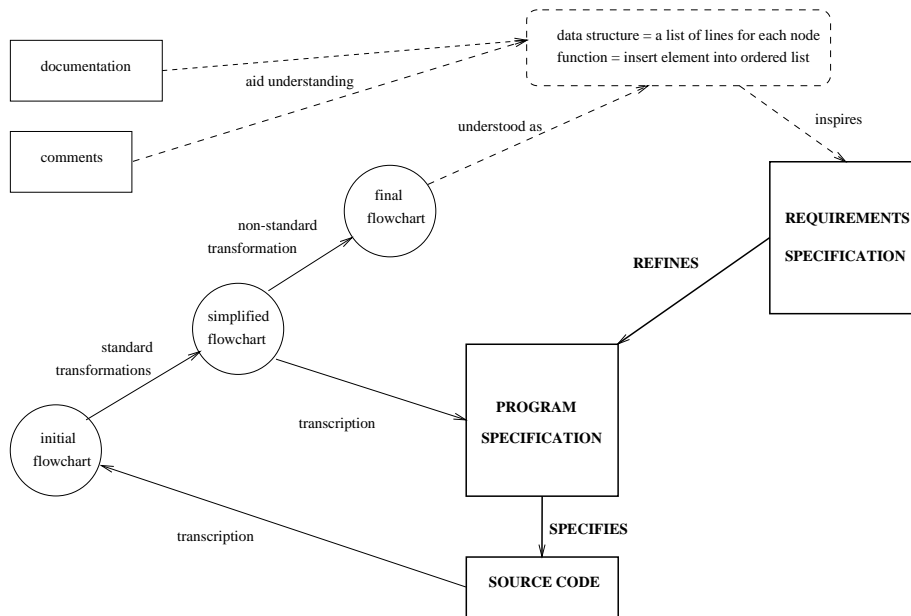 data structure = a list of lines for each node
function = insert element into ordered list
documentation
aid understanding
understood as
inspires
comments
final
flowchart
non-standard
transformation
REQUIREMENTS
SPECIFICATION
REFINES
simplified
flowchart
standard
transformations
PROGRAM
SPECIFICATION
transcription
initial
flowchart
SPECIFIES
transcription
SOURCE CODE